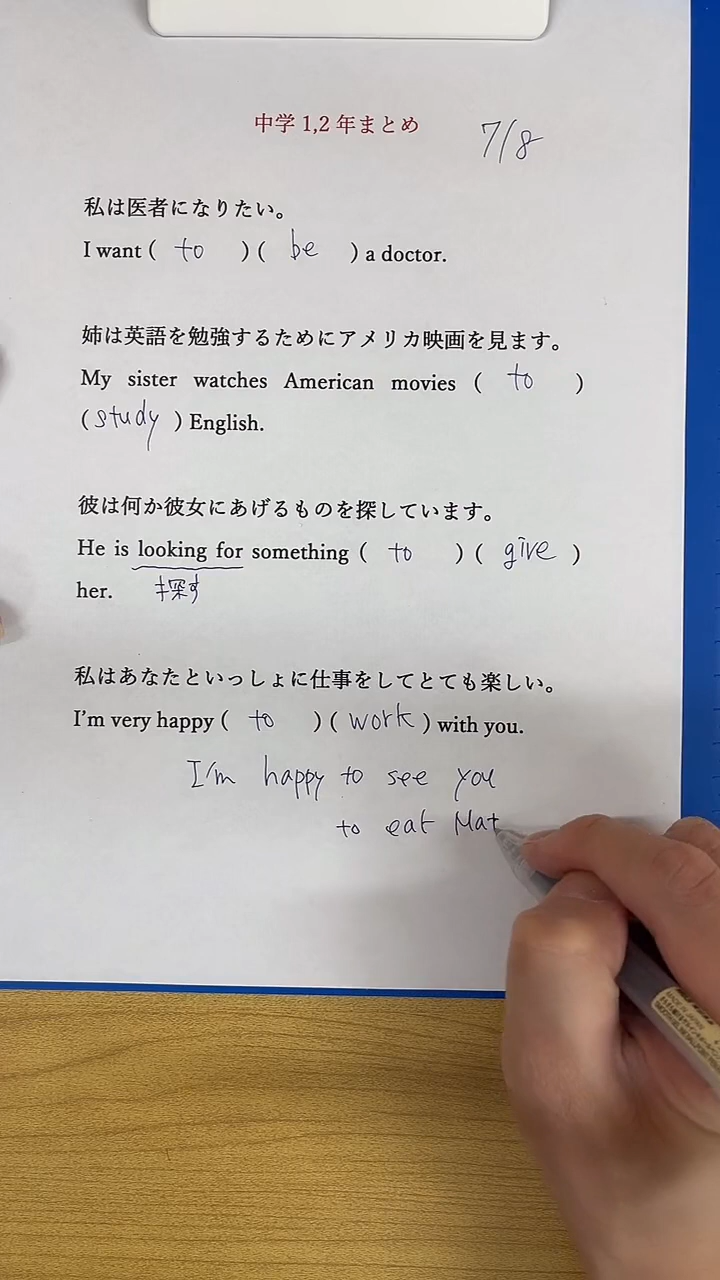 中学1,2年まとめ 7/8
私は医者になりたい。
I want ( to ) ( be ) a doctor.
姉は英語を勉強するためにアメリカ映画を見ます。
My sister watches American movies ( to )
( study ) English.
彼は何か彼女にあげるものを探しています。
He is looking for something ( to ) ( give )
her. 探す
私はあなたといっしょに仕事をしてとても楽しい。
I'm very happy ( to ) ( work ) with you.
I'm happy to see you
to eat Mat